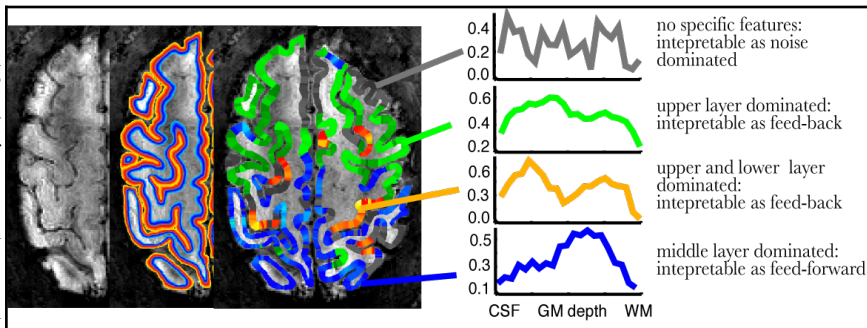 0.4
0.2
0.0
no specific features:
intepretable as noise
dominated
0.6
0.4
0.2
upper layer dominated:
intepretable as feed-back
0.6
0.3
0.0
upper and lower layer
dominated:
intepretable as feed-back
0.5
0.3
0.1
middle layer dominated:
intepretable as feed-forward
CSF GM depth WM